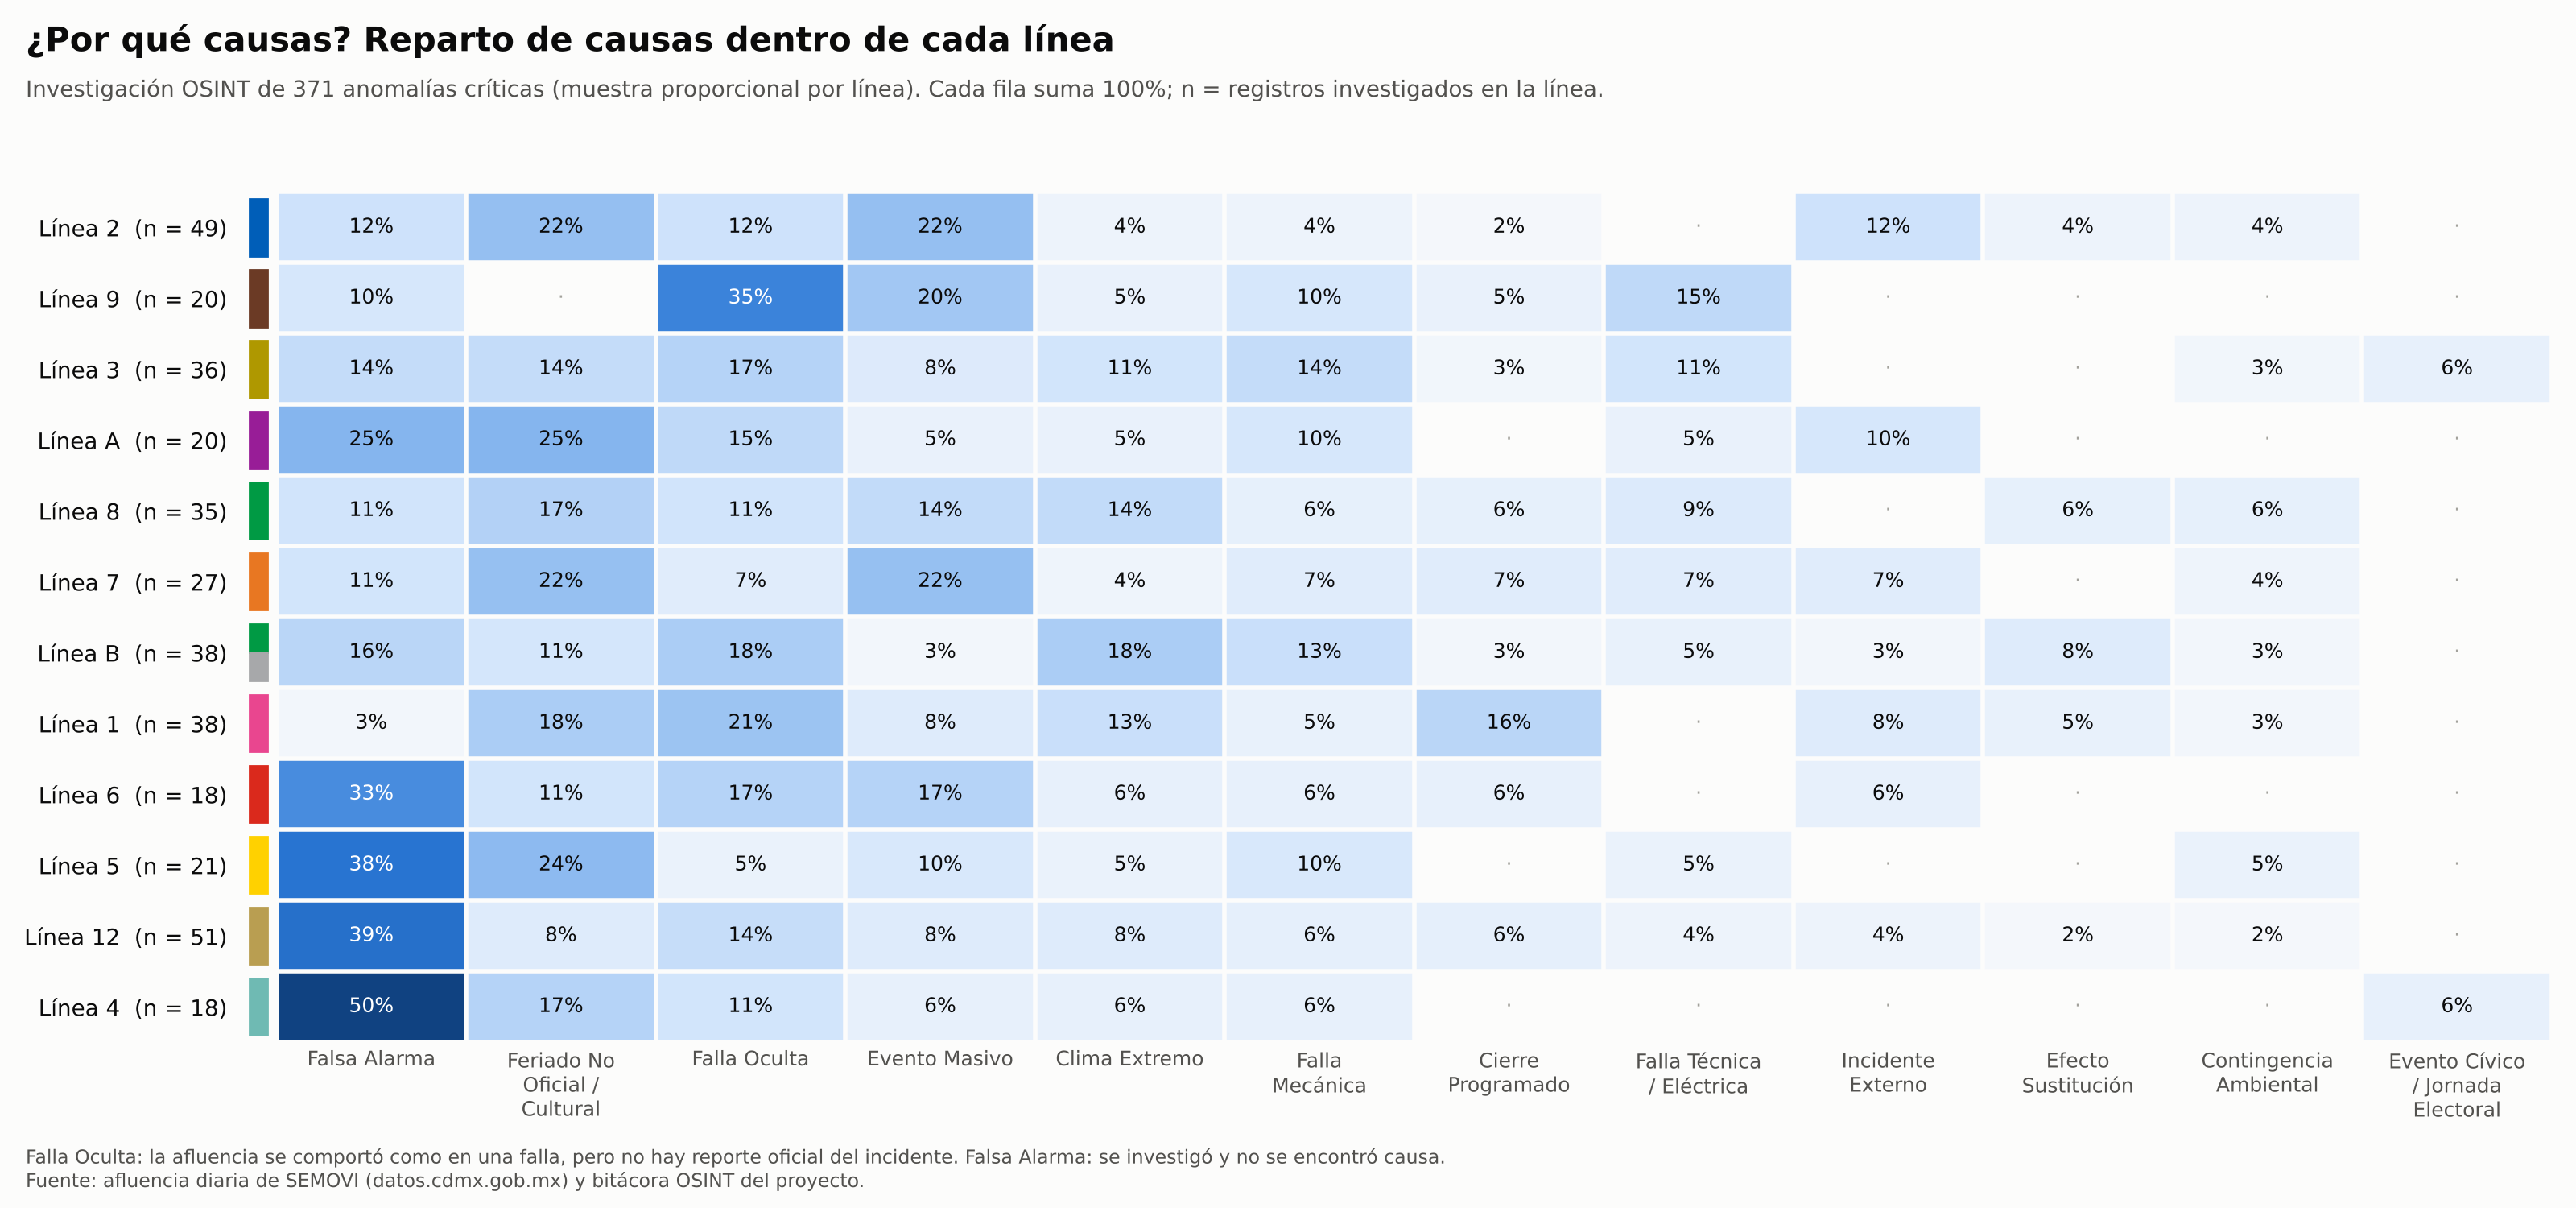 ¿Por qué causas? Reparto de causas dentro de cada línea
Investigación OSINT de 371 anomalías críticas (muestra proporcional por línea). Cada fila suma 100%; n = registros investigados en la línea.
Línea 2 (n = 49) 12% 22% 12% 22% 4% 4% 2% · 12% 4% 4% ·
Línea 9 (n = 20) 10% · 35% 20% 5% 10% 5% 15% · · · ·
Línea 3 (n = 36) 14% 14% 17% 8% 11% 14% 3% 11% · · 3% 6%
Línea A (n = 20) 25% 25% 15% 5% 5% 10% · 5% 10% · · ·
Línea 8 (n = 35) 11% 17% 11% 14% 14% 6% 6% 9% · 6% 6% ·
Línea 7 (n = 27) 11% 22% 7% 22% 4% 7% 7% 7% 7% · 4% ·
Línea B (n = 38) 16% 11% 18% 3% 18% 13% 3% 5% 3% 8% 3% ·
Línea 1 (n = 38) 3% 18% 21% 8% 13% 5% 16% · 8% 5% 3% ·
Línea 6 (n = 18) 33% 11% 17% 17% 6% 6% 6% · 6% · · ·
Línea 5 (n = 21) 38% 24% 5% 10% 5% 10% · 5% · · 5% ·
Línea 12 (n = 51) 39% 8% 14% 8% 8% 6% 6% 4% 4% 2% 2% ·
Línea 4 (n = 18) 50% 17% 11% 6% 6% 6% · · · · · 6%
Falsa Alarma
Feriado No
Oficial /
Cultural
Falla Oculta
Evento Masivo
Clima Extremo
Falla
Mecánica
Cierre
Programado
Falla Técnica
/ Eléctrica
Incidente
Externo
Efecto
Sustitución
Contingencia
Ambiental
Evento Cívico
/ Jornada
Electoral
Falla Oculta: la afluencia se comportó como en una falla, pero no hay reporte oficial del incidente. Falsa Alarma: se investigó y no se encontró causa.
Fuente: afluencia diaria de SEMOVI (datos.cdmx.gob.mx) y bitácora OSINT del proyecto.